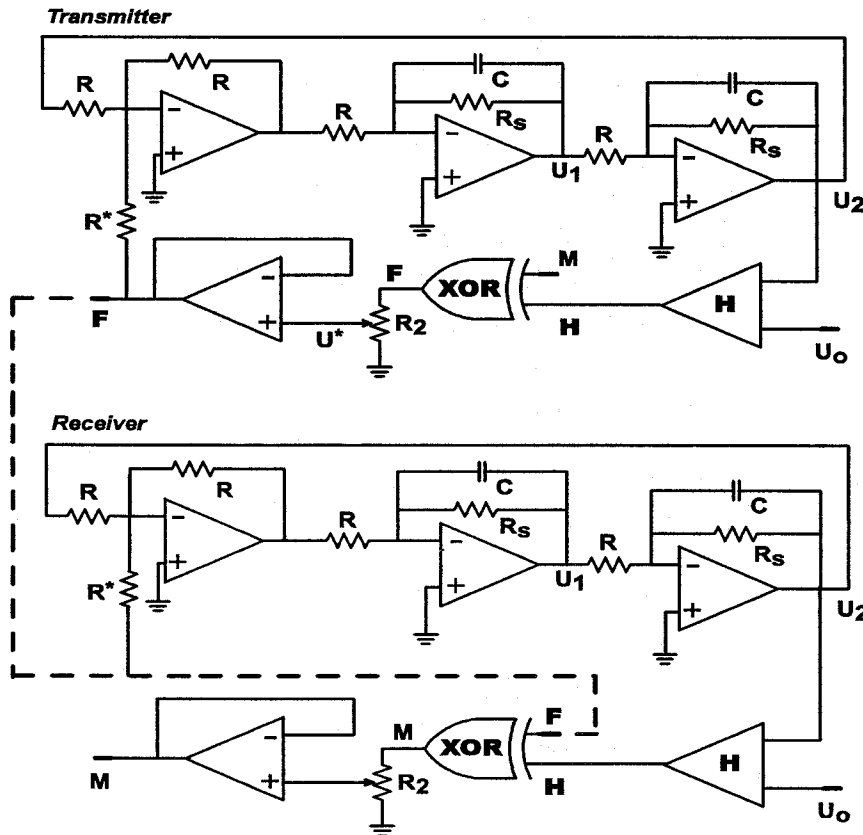 Transmitter
R
R
R
C
Rs
U1
R
C
Rs
U2
R*
F
U*
F
R2
XOR
M
H
H
Uo
Receiver
R
R
R
C
Rs
U1
R
C
Rs
U2
R*
M
M
R2
XOR
F
H
H
Uo